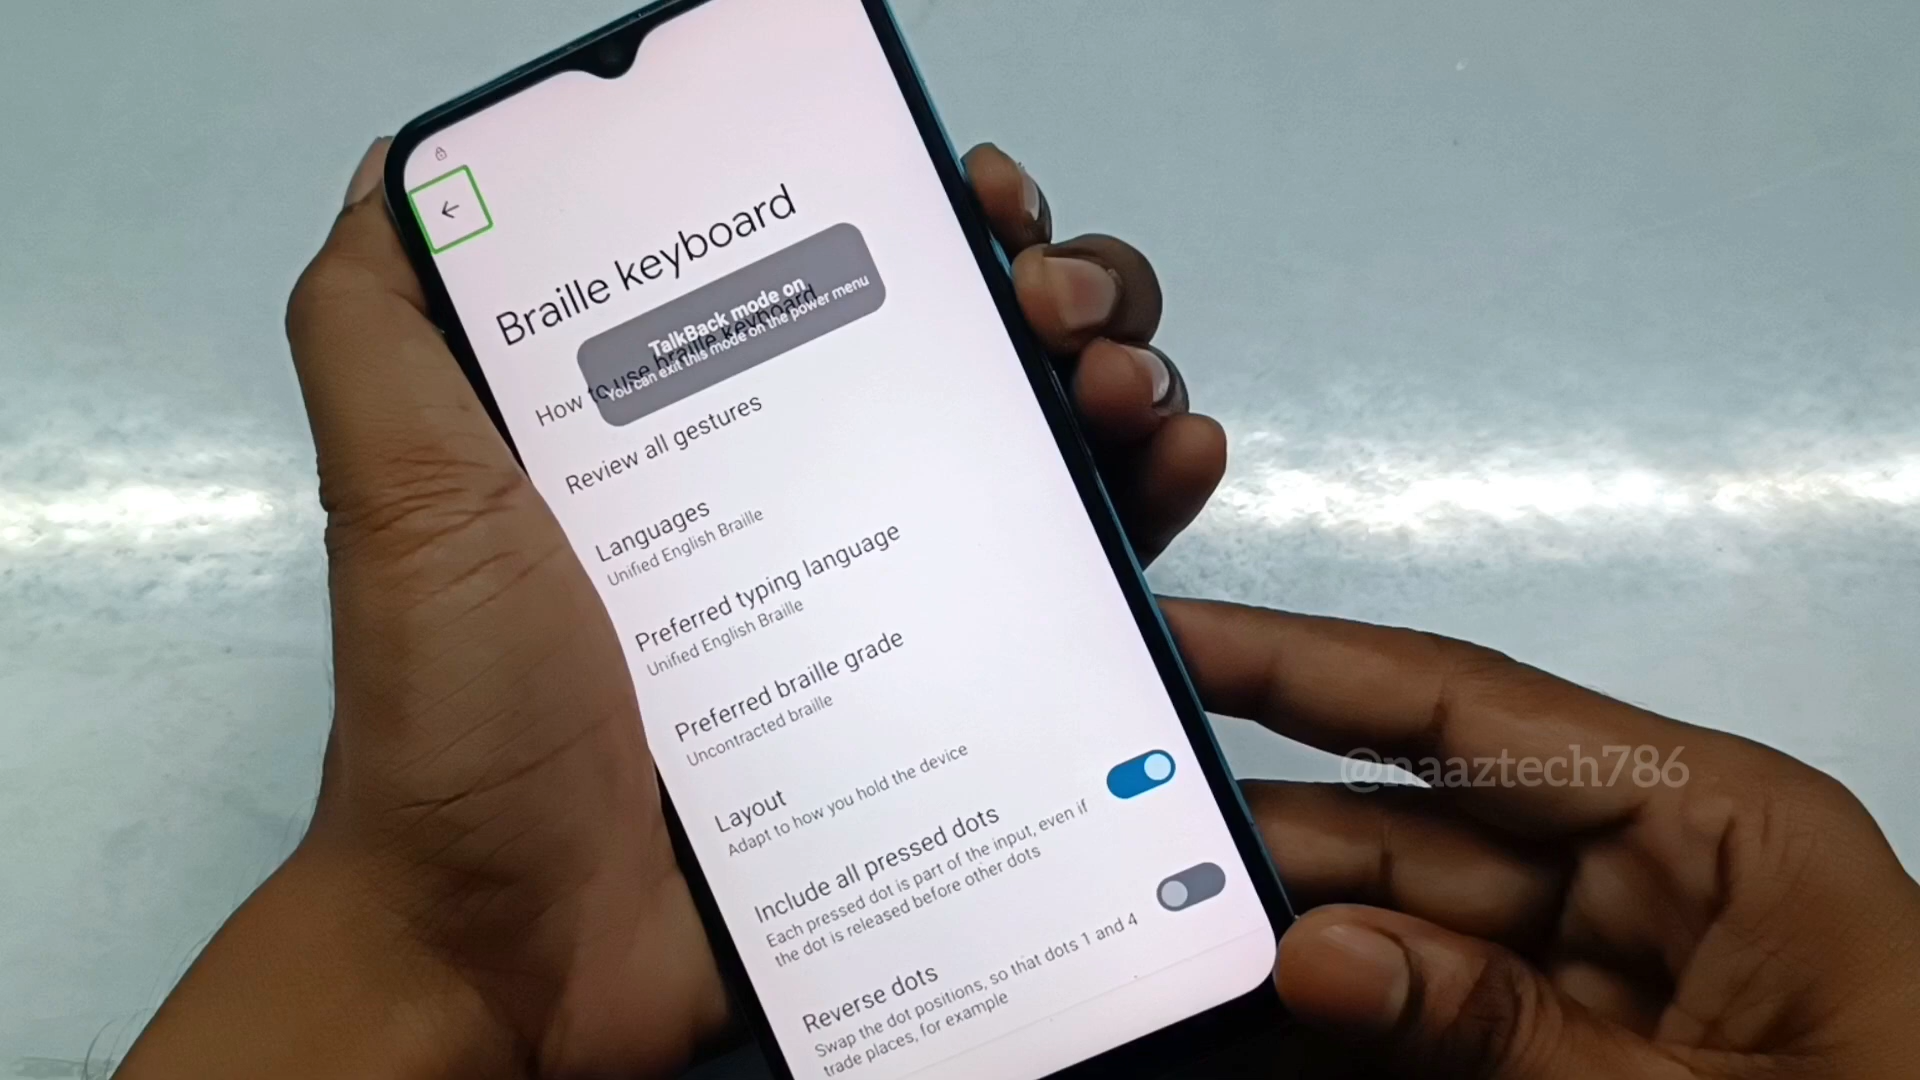 Braille keyboard
TalkBack mode on
You can exit this mode on the power menu
How to use braille keyboard
Review all gestures
Languages
Unified English Braille
Preferred typing language
Unified English Braille
Preferred braille grade
Uncontracted braille
Layout
Adapt to how you hold the device
Include all pressed dots
Each pressed dot is part of the input, even if
the dot is released before other dots
Reverse dots
Swap the dot positions, so that dots 1 and 4
trade places, for example
@naaztech786